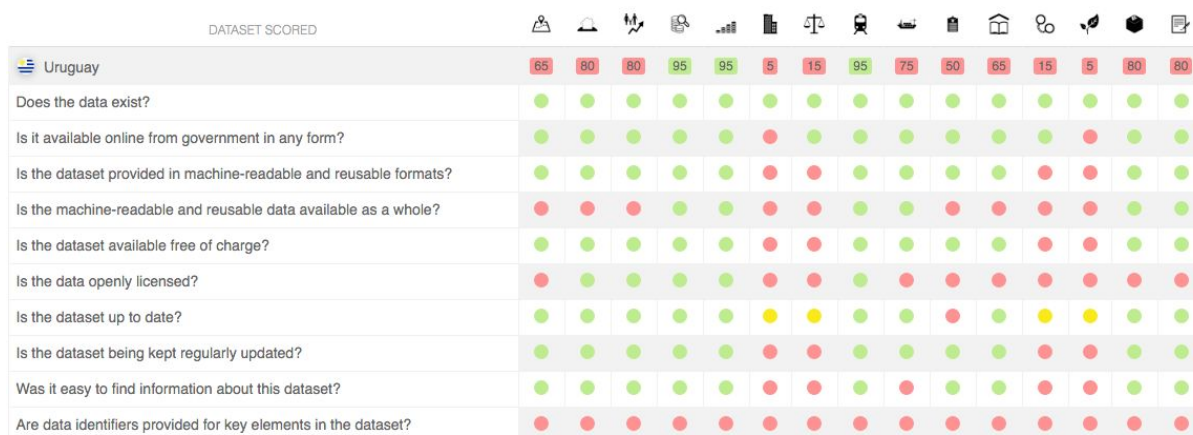 DATASET SCORED
Uruguay 65 80 80 95 95 5 15 95 75 50 65 15 5 80 80
Does the data exist?
Is it available online from government in any form?
Is the dataset provided in machine-readable and reusable formats?
Is the machine-readable and reusable data available as a whole?
Is the dataset available free of charge?
Is the data openly licensed?
Is the dataset up to date?
Is the dataset being kept regularly updated?
Was it easy to find information about this dataset?
Are data identifiers provided for key elements in the dataset?